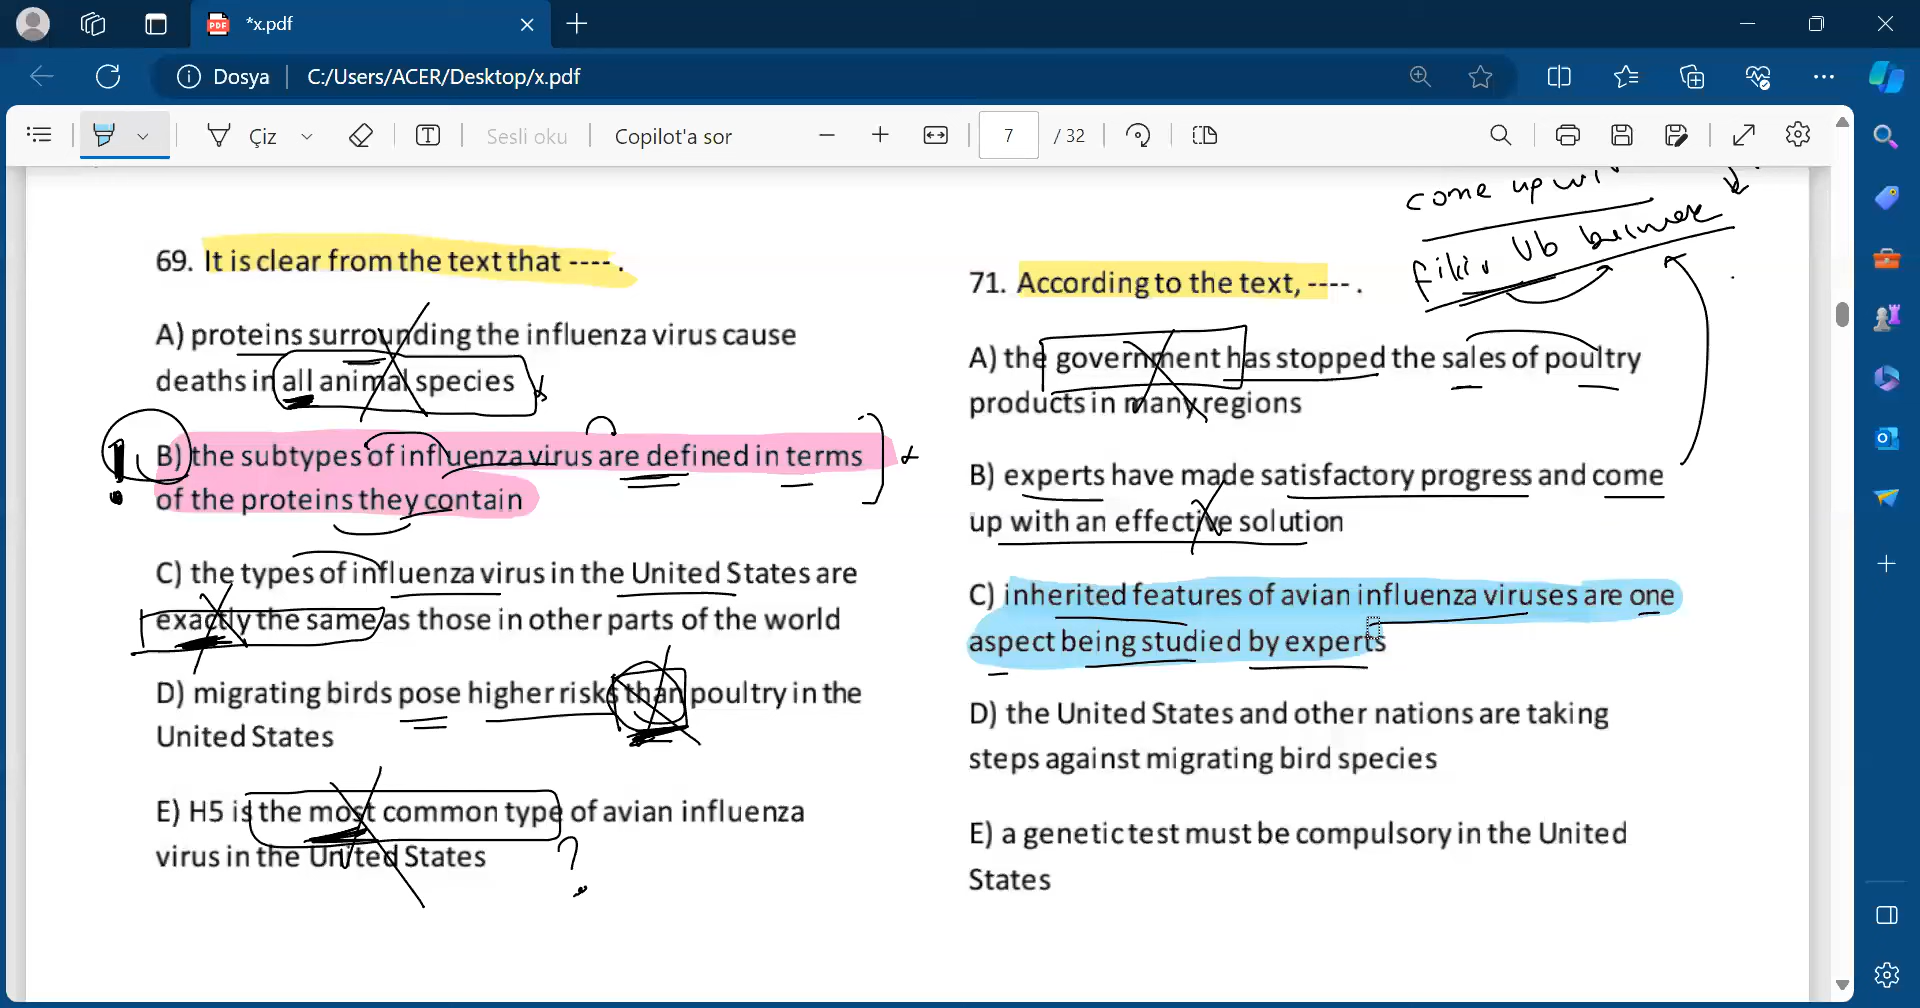 *x.pdf
Dosya
C:/Users/ACER/Desktop/x.pdf
Çiz
Sesli oku
Copilot'a sor
7
/ 32
come up wi
fikir vb bulmak
69. It is clear from the text that ---- .
A) proteins surrounding the influenza virus cause
deaths in all animal species
B) the subtypes of influenza virus are defined in terms
of the proteins they contain
C) the types of influenza virus in the United States are
exactly the same as those in other parts of the world
D) migrating birds pose higher risks than poultry in the
United States
E) H5 is the most common type of avian influenza
virus in the United States
?
71. According to the text, ---- .
A) the government has stopped the sales of poultry
products in many regions
B) experts have made satisfactory progress and come
up with an effective solution
C) inherited features of avian influenza viruses are one
aspect being studied by experts
D) the United States and other nations are taking
steps against migrating bird species
E) a genetic test must be compulsory in the United
States